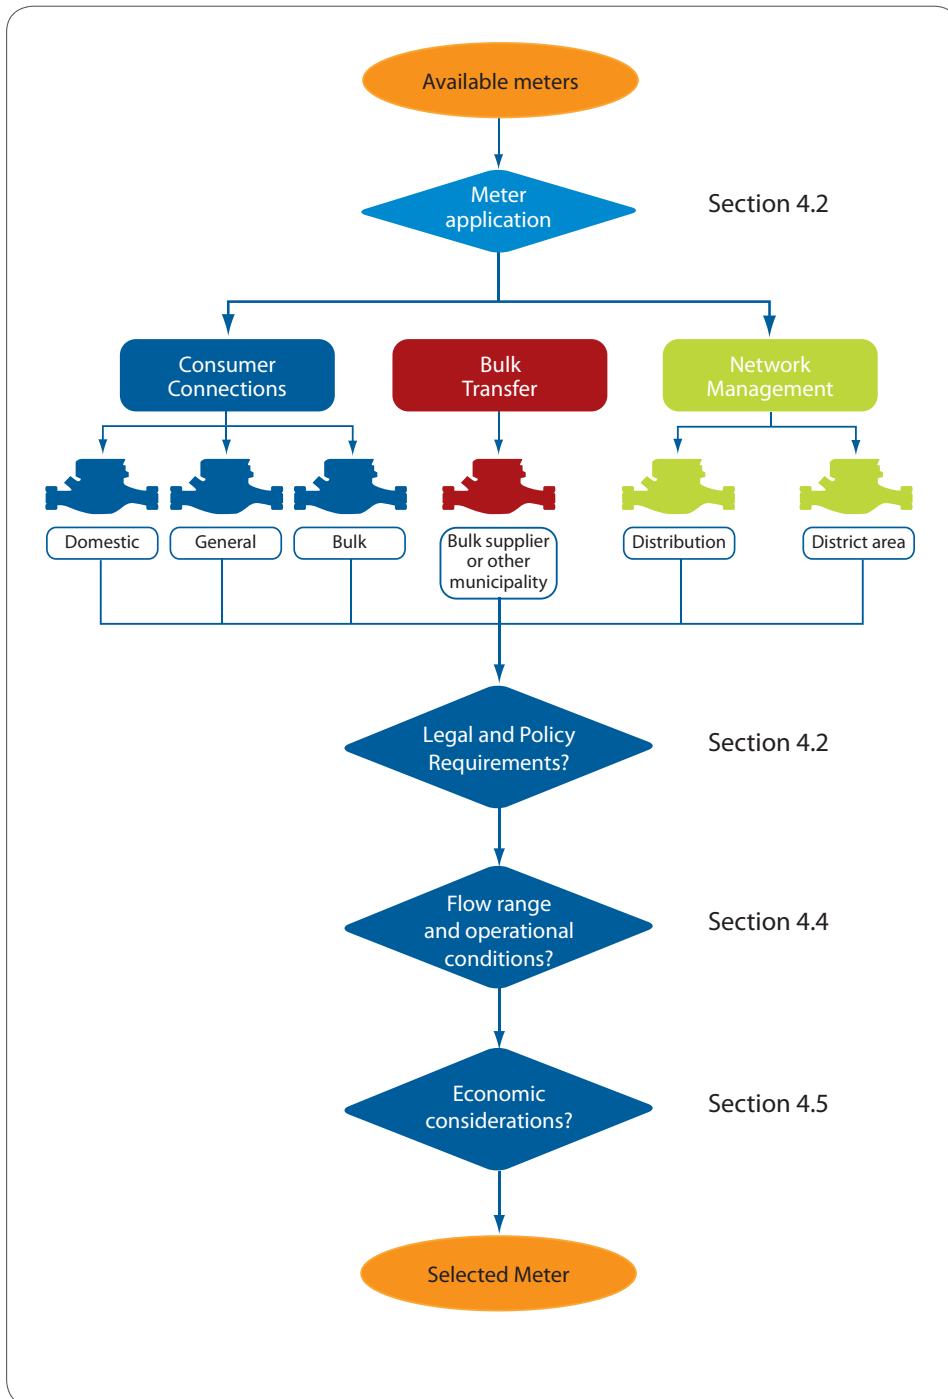 Available meters
Meter
application
Section 4.2
Consumer
Connections
Bulk
Transfer
Network
Management
Domestic
General
Bulk
Bulk supplier
or other
municipality
Distribution
District area
Legal and Policy
Requirements?
Section 4.2
Flow range
and operational
conditions?
Section 4.4
Economic
considerations?
Section 4.5
Selected Meter